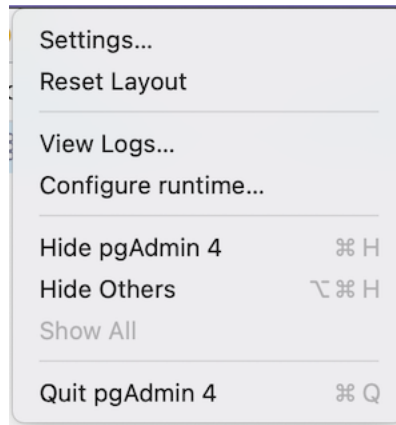 Settings...
Reset Layout
View Logs...
Configure runtime...
Hide pgAdmin 4 ⌘ H
Hide Others ⌥ ⌘ H
Show All
Quit pgAdmin 4 ⌘ Q